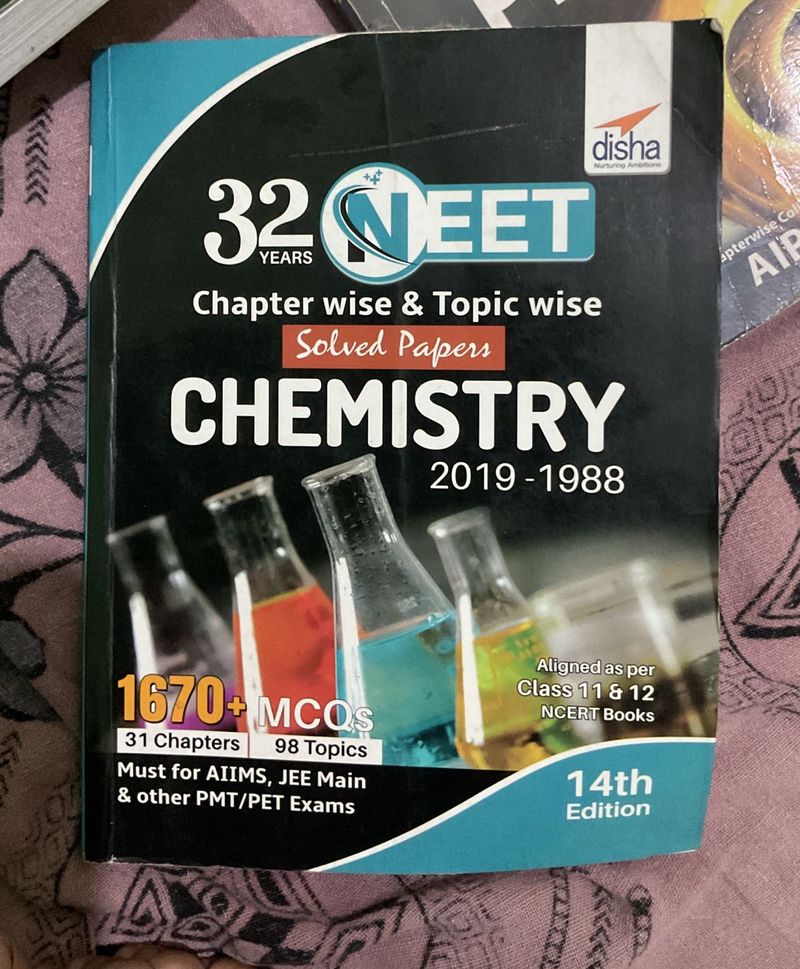 disha
Nurturing Ambitions
32 NEET
YEARS
Chapter wise & Topic wise
Solved Papers
CHEMISTRY
2019 -1988
Aligned as per
Class 11 & 12
NCERT Books
1670+ MCQs
31 Chapters 98 Topics
Must for AIIMS, JEE Main
& other PMT/PET Exams
14th
Edition